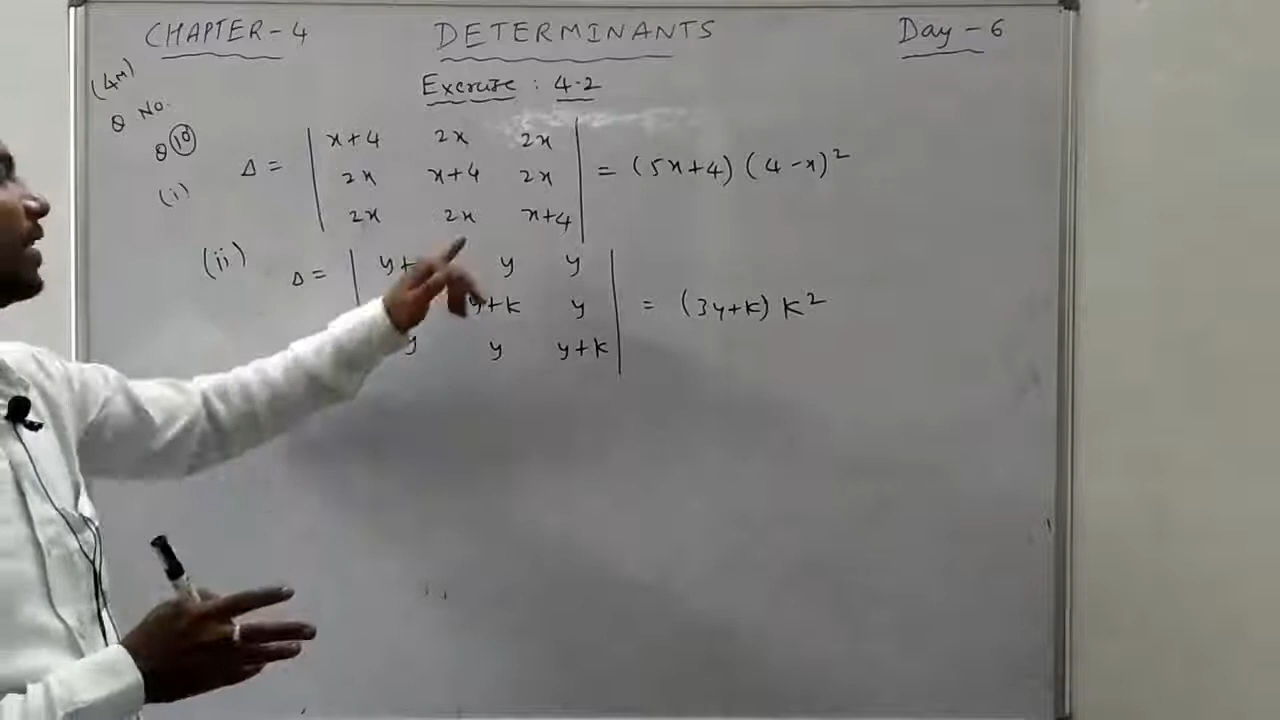 CHAPTER-4 DETERMINANTS Day-6
Exercise : 4.2
(4M)
Q No.
Q(10)
(i) Δ = | x+4 2x 2x |
| 2x x+4 2x | = (5x+4)(4-x)²
| 2x 2x x+4 |
(ii) Δ = | y+ y y |
y+k y | = (3y+k) k²
y y y+k |